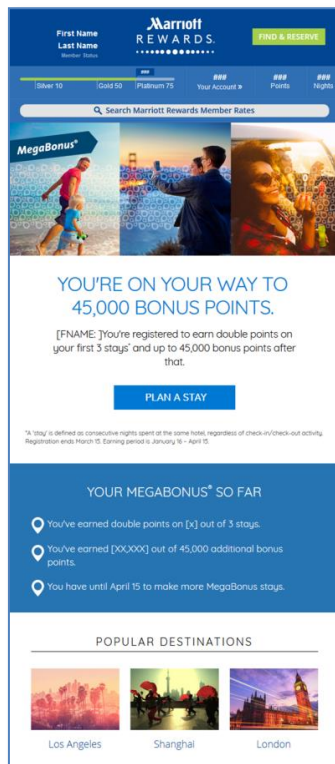 First Name
Last Name
Member Status
Marriott
REWARDS.
FIND & RESERVE
###
Silver 10
Gold 50
Platinum 75
###
Your Account »
###
Points
###
Nights
Search Marriott Rewards Member Rates
MegaBonus®
YOU'RE ON YOUR WAY TO
45,000 BONUS POINTS.
[FNAME: ]You're registered to earn double points on
your first 3 stays* and up to 45,000 bonus points after
that.
PLAN A STAY
*A 'stay' is defined as consecutive nights spent at the same hotel, regardless of check-in/check-out activity.
Registration ends March 15. Earning period is January 16 – April 15.
YOUR MEGABONUS® SO FAR
You've earned double points on [x] out of 3 stays.
You've earned [XX,XXX] out of 45,000 additional bonus
points.
You have until April 15 to make more MegaBonus stays.
POPULAR DESTINATIONS
Los Angeles
Shanghai
London